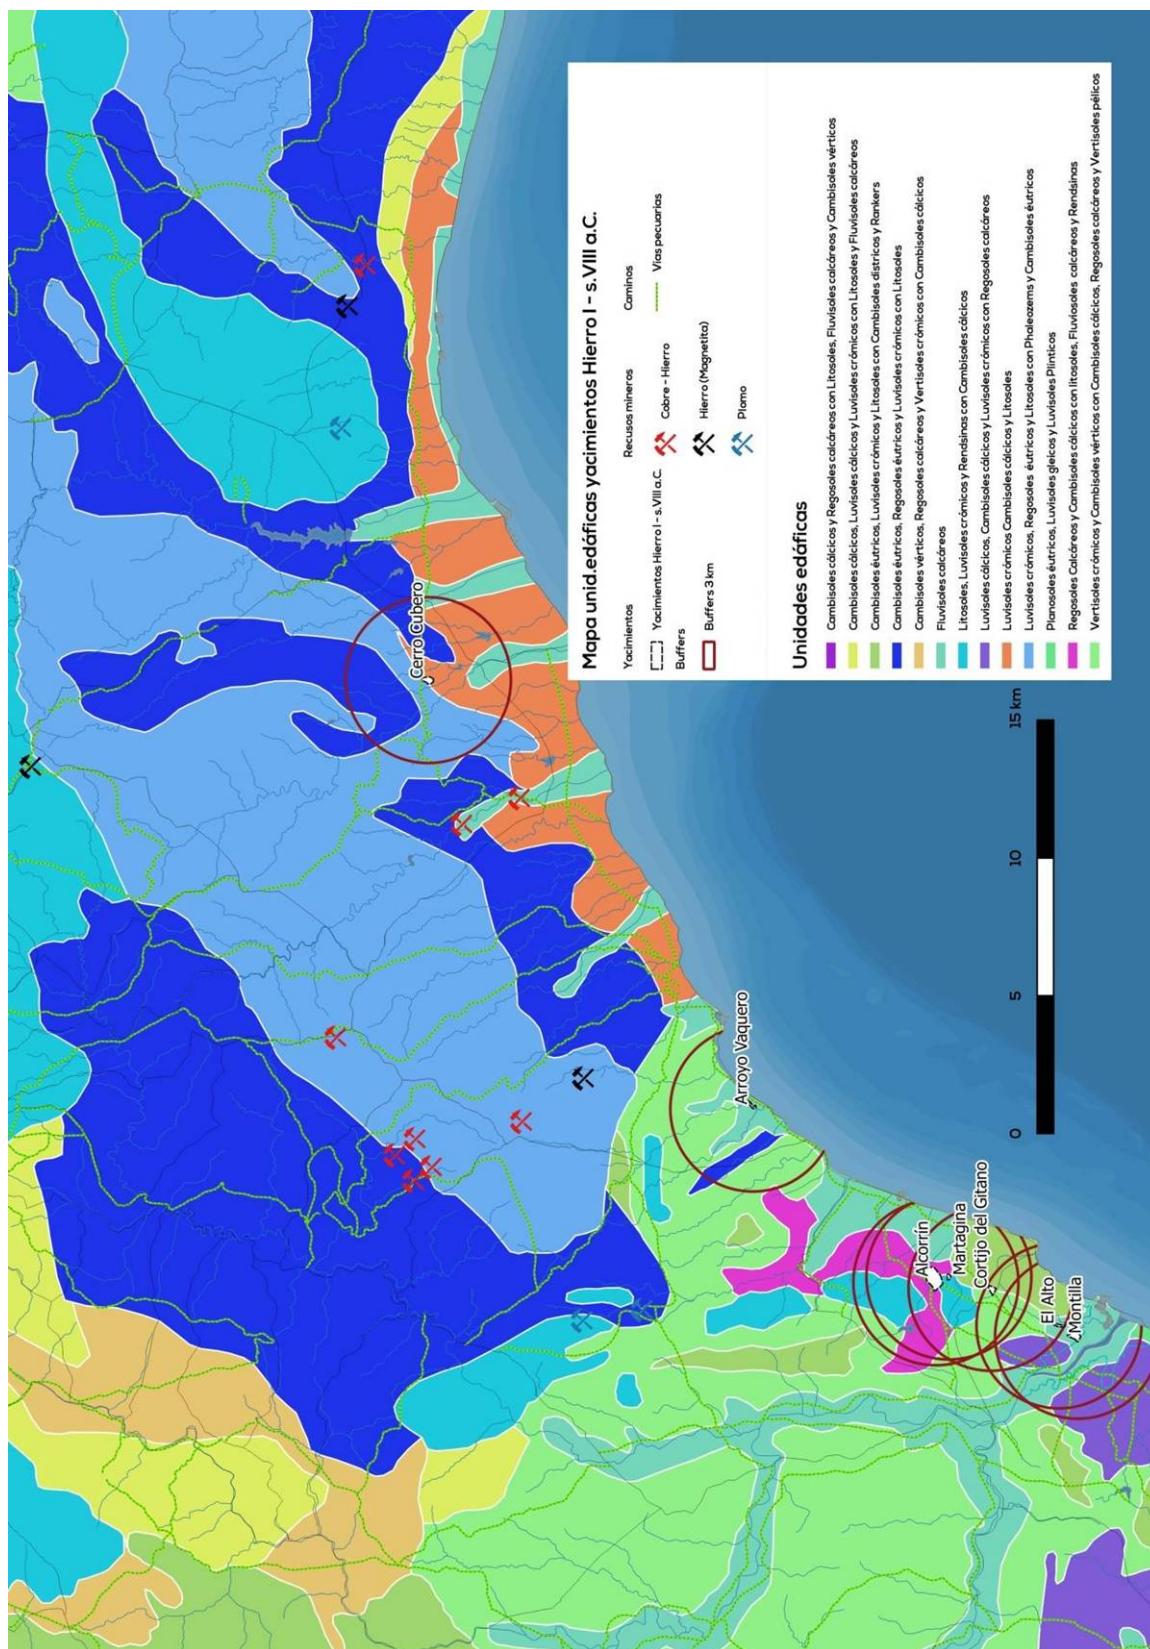 Cerro Cubero
Arroyo Vaquero
Alcorrín
Martagina
Cortijo del Gitano
El Alto
Montilla
0
5
10
15 km
Mapa unid.edáficas yacimientos Hierro I - s.VIII a.C.
Yacimientos
Yacimientos Hierro I - s.VIII a.C.
Buffers
Buffers 3 km
Recusos mineros
Cobre - Hierro
Hierro (Magnetita)
Plomo
Caminos
Vías pecuarias
Unidades edáficas
Cambisoles cálcicos y Regosoles calcáreos con Litosoles, Fluvisoles calcáreos y Cambisoles vérticos
Cambisoles cálcicos, Luvisoles cálcicos y Luvisoles crómicos con Litosoles y Fluvisoles calcáreos
Cambisoles éutricos, Luvisoles crómicos y Litosoles con Cambisoles dístricos y Rankers
Cambisoles éutricos, Regosoles éutricos y Luvisoles crómicos con Litosoles
Cambisoles vérticos, Regosoles calcáreos y Vertisoles crómicos con Cambisoles cálcicos
Fluvisoles calcáreos
Litosoles, Luvisoles crómicos y Rendsinas con Cambisoles cálcicos
Luvisoles cálcicos, Cambisoles cálcicos y Luvisoles crómicos con Regosoles calcáreos
Luvisoles crómicos y Cambisoles cálcicos y Litosoles
Luvisoles crómicos, Regosoles éutricos y Litosoles con Phaleozems y Cambisoles éutricos
Planosoles éutricos, Luvisoles gleicos y Luvisoles Plínticos
Regosoles Calcáreos y Cambisoles cálcicos con litosoles, Fluviosoles calcáreos y Rendsinas
Vertisoles crómicos y Cambisoles vérticos con Cambisoles cálcicos, Regosoles calcáreos y Vertisoles pélicos